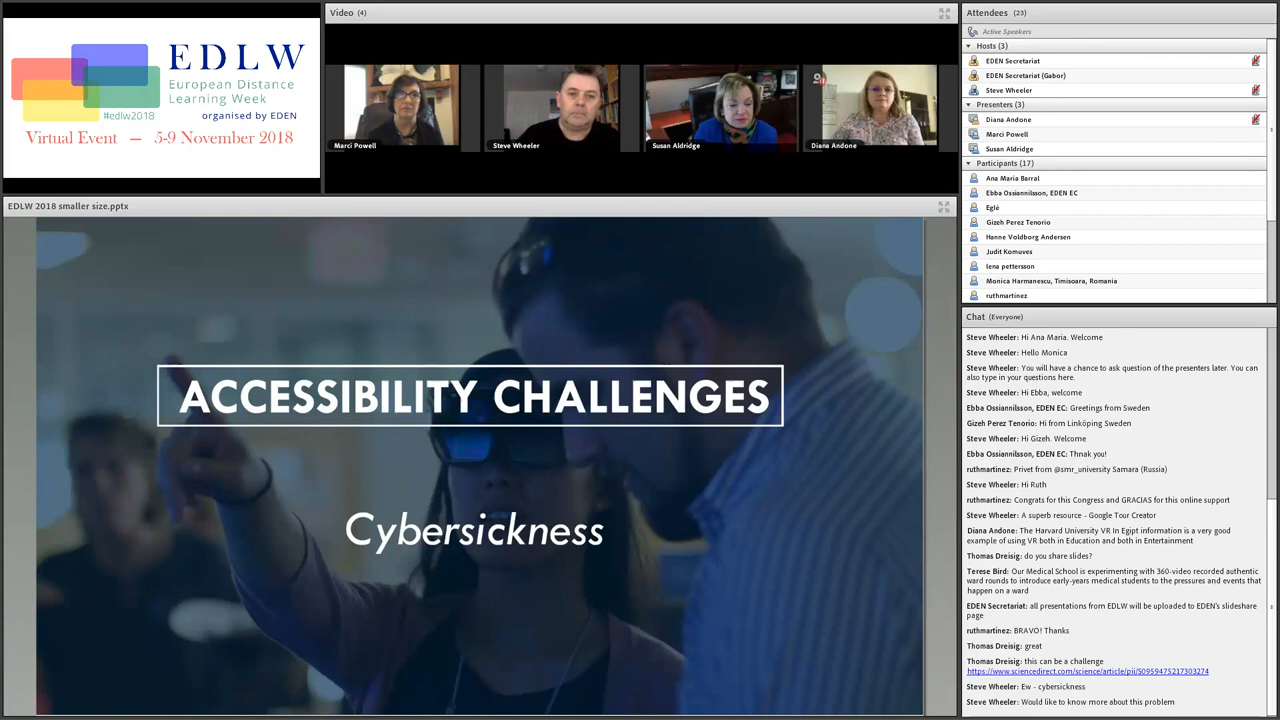 EDLW
European Distance
Learning Week
#edlw2018
organised by EDEN
Virtual Event — 5-9 November 2018
Video (4)
Marci Powell
Steve Wheeler
Susan Aldridge
Diana Andone
EDLW 2018 smaller size.pptx
ACCESSIBILITY CHALLENGES
Cybersickness
Attendees (23)
Active Speakers
Hosts (3)
EDEN Secretariat
EDEN Secretariat (Gabor)
Steve Wheeler
Presenters (3)
Diana Andone
Marci Powell
Susan Aldridge
Participants (17)
Ana Maria Barral
Ebba Ossiannilsson, EDEN EC
Eglė
Gizeh Perez Tenorio
Hanne Voldborg Andersen
Judit Komuves
lena pettersson
Monica Harmanescu, Timisoara, Romania
ruthmartinez
Chat (Everyone)
Steve Wheeler: Hi Ana Maria. Welcome
Steve Wheeler: Hello Monica
Steve Wheeler: You will have a chance to ask question of the presenters later. You can
also type in your questions here.
Steve Wheeler: Hi Ebba, welcome
Ebba Ossiannilsson, EDEN EC: Greetings from Sweden
Gizeh Perez Tenorio: Hi from Linköping Sweden
Steve Wheeler: Hi Gizeh. Welcome
Ebba Ossiannilsson, EDEN EC: Thnak you!
ruthmartinez: Privet from @smr_university Samara (Russia)
Steve Wheeler: Hi Ruth
ruthmartinez: Congrats for this Congress and GRACIAS for this online support
Steve Wheeler: A superb resource - Google Tour Creator
Diana Andone: The Harvard University VR In Egipt information is a very good
example of using VR both in Education and both in Entertainment
Thomas Dreisig: do you share slides?
Terese Bird: Our Medical School is experimenting with 360-video recorded authentic
ward rounds to introduce early-years medical students to the pressures and events that
happen on a ward
EDEN Secretariat: all presentations from EDLW will be uploaded to EDEN's slideshare
page
ruthmartinez: BRAVO! Thanks
Thomas Dreisig: great
Thomas Dreisig: this can be a challenge
https://www.sciencedirect.com/science/article/pii/S0959475217303274
Steve Wheeler: Ew - cybersickness
Steve Wheeler: Would like to know more about this problem